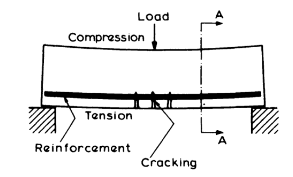 Load
A
Compression
Tension
Reinforcement
A
Cracking